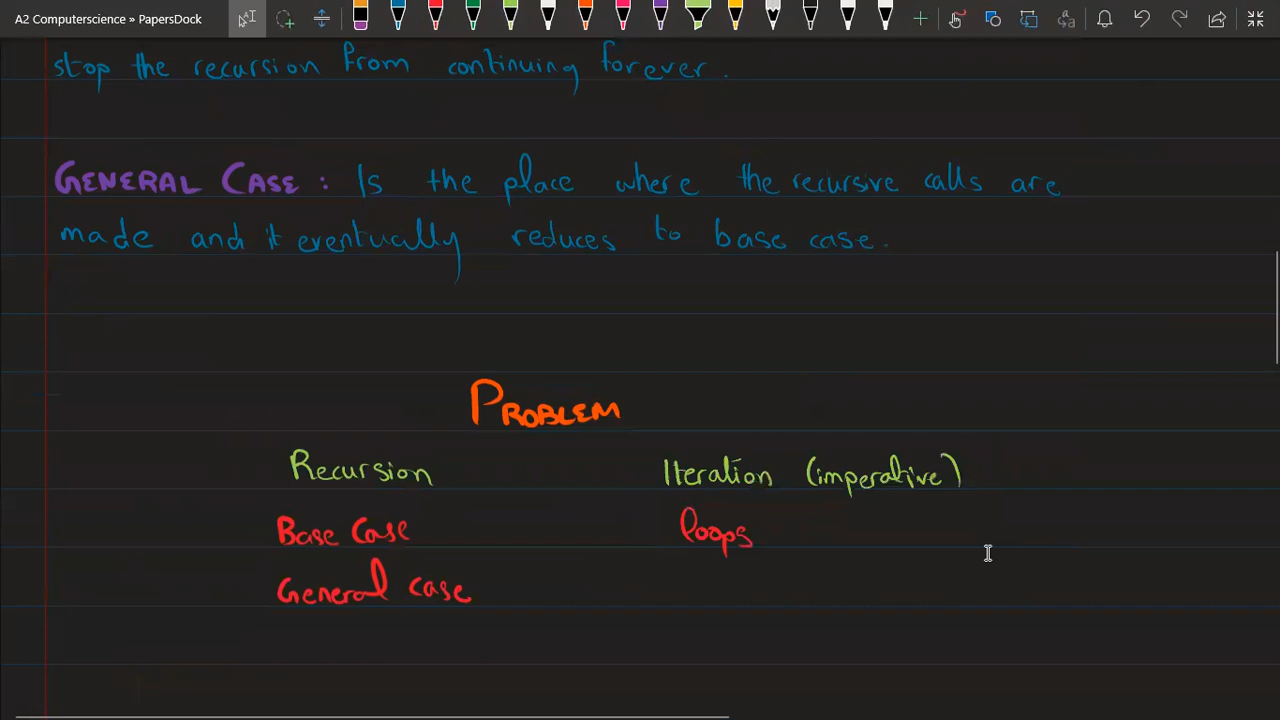 A2 Computerscience » PapersDock
stop the recursion from continuing forever.
GENERAL CASE : Is the place where the recursive calls are
made and it eventually reduces to base case.
PROBLEM
Recursion Iteration (imperative)
Base Case loops
General case